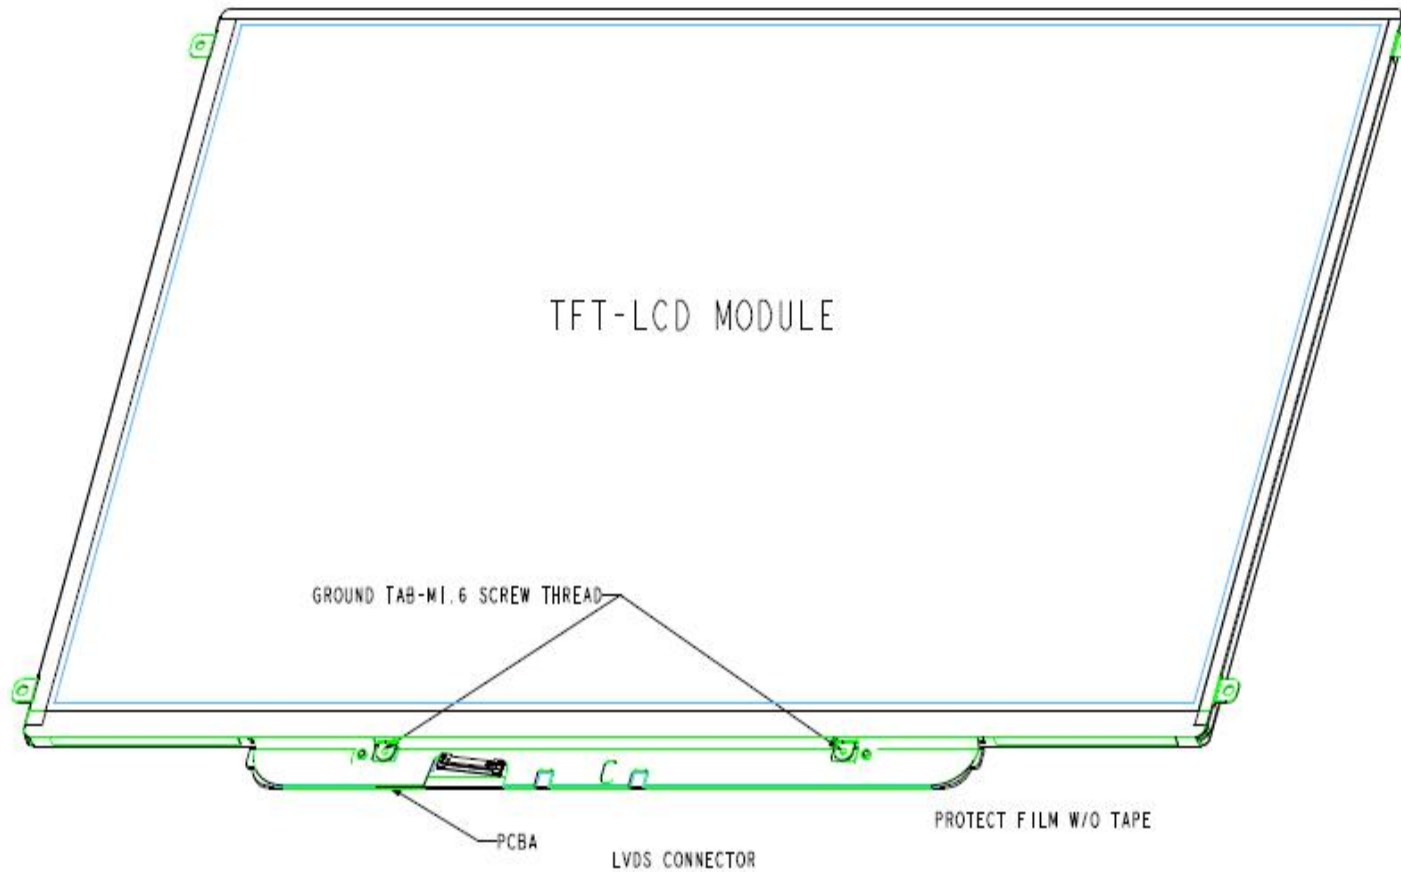 TFT-LCD MODULE
GROUND TAB-M1.6 SCREW THREAD
C
PROTECT FILM W/O TAPE
PCBA
LVDS CONNECTOR